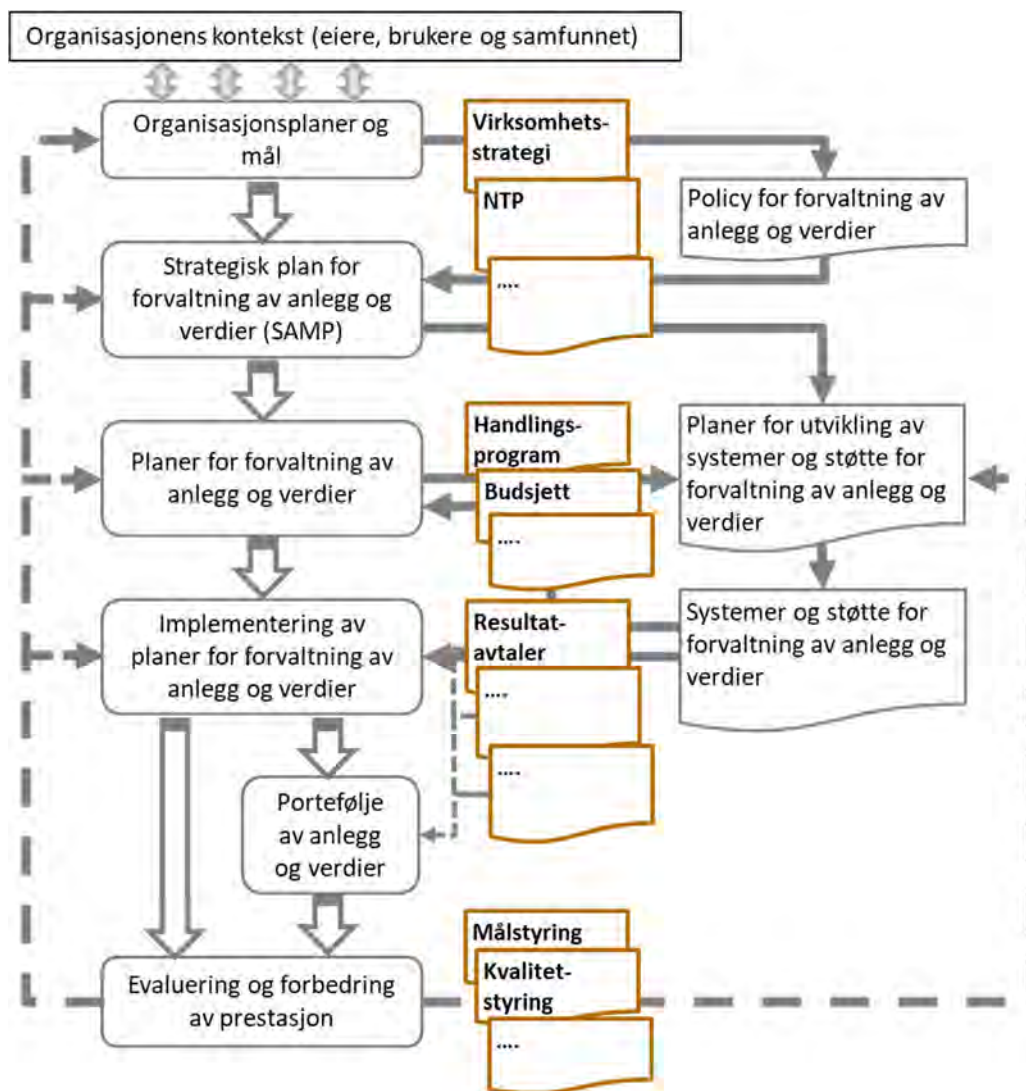 Organisasjonens kontekst (eiere, brukere og samfunnet)
Organisasjonsplaner og
mål
Virksomhets-
strategi
NTP
....
Policy for forvaltning av
anlegg og verdier
Strategisk plan for
forvaltning av anlegg og
verdier (SAMP)
Planer for forvaltning av
anlegg og verdier
Handlings-
program
Budsjett
....
Planer for utvikling av
systemer og støtte for
forvaltning av anlegg og
verdier
Implementering av
planer for forvaltning av
anlegg og verdier
Resultat-
avtaler
....
....
Systemer og støtte for
forvaltning av anlegg og
verdier
Portefølje
av anlegg
og verdier
Evaluering og forbedring
av prestasjon
Målstyring
Kvalitet-
styring
....